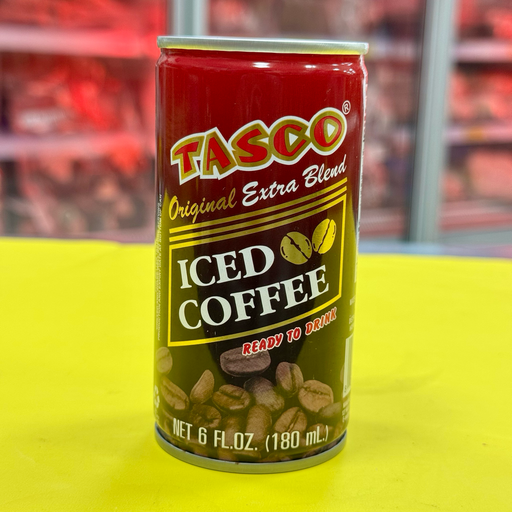 TASCO®
Original Extra Blend
ICED
COFFEE
READY TO DRINK
NET 6 FL.OZ. (180 mL)